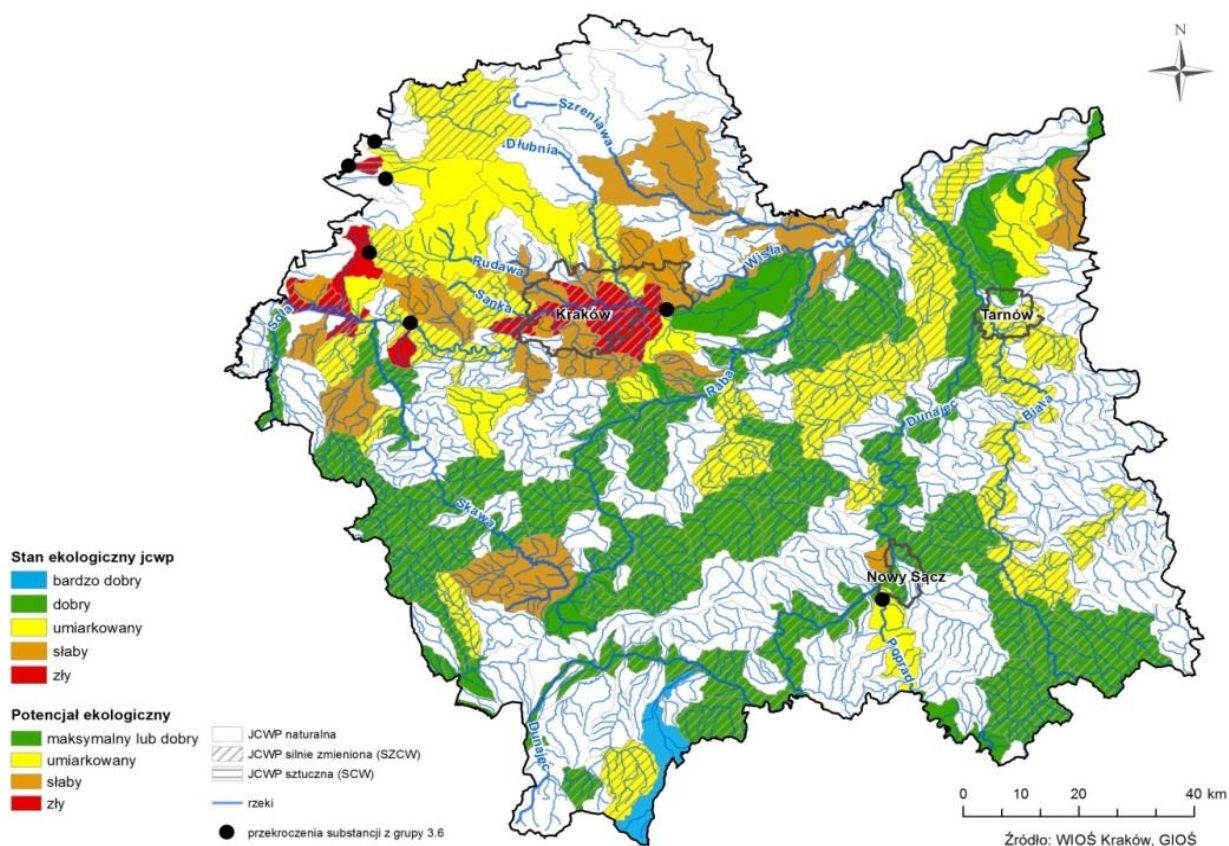 N
Szreniawa
Dłubnia
Rudawa
Sanka
Wisła
Kraków
Soła
Tarnów
Raba
Dunajec
Biała
Skawa
Nowy Sącz
Poprad
Dunajec
Stan ekologiczny jcwp
bardzo dobry
dobry
umiarkowany
słaby
zły
Potencjał ekologiczny
maksymalny lub dobry
umiarkowany
słaby
zły
JCWP naturalna
JCWP silnie zmieniona (SZCW)
JCWP sztuczna (SCW)
rzeki
przekroczenia substancji z grupy 3.6
0 10 20 40 km
Źródło: WIOŚ Kraków, GIOŚ